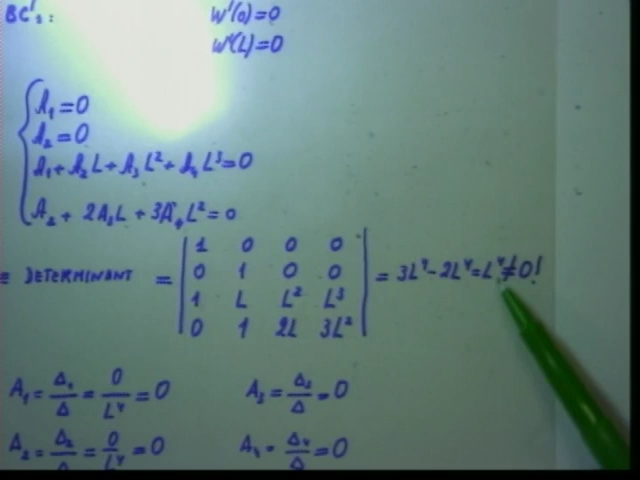 BC's: W'(0)=0
W'(L)=0
A₁=0
A₂=0
A₁+A₂L+A₃L²+A₄L³=0
A₂+2A₃L+3A₄L²=0
≡ DETERMINANT = | 1 0 0 0 | = 3L⁴-2L⁴=L⁴≠0!
0 1 0 0
1 L L² L³
0 1 2L 3L²
A₁=Δ₁/Δ=0/L⁴=0 A₃=Δ₃/Δ=0
A₂=Δ₂/Δ=0/L⁴=0 A₄=Δ₄/Δ=0